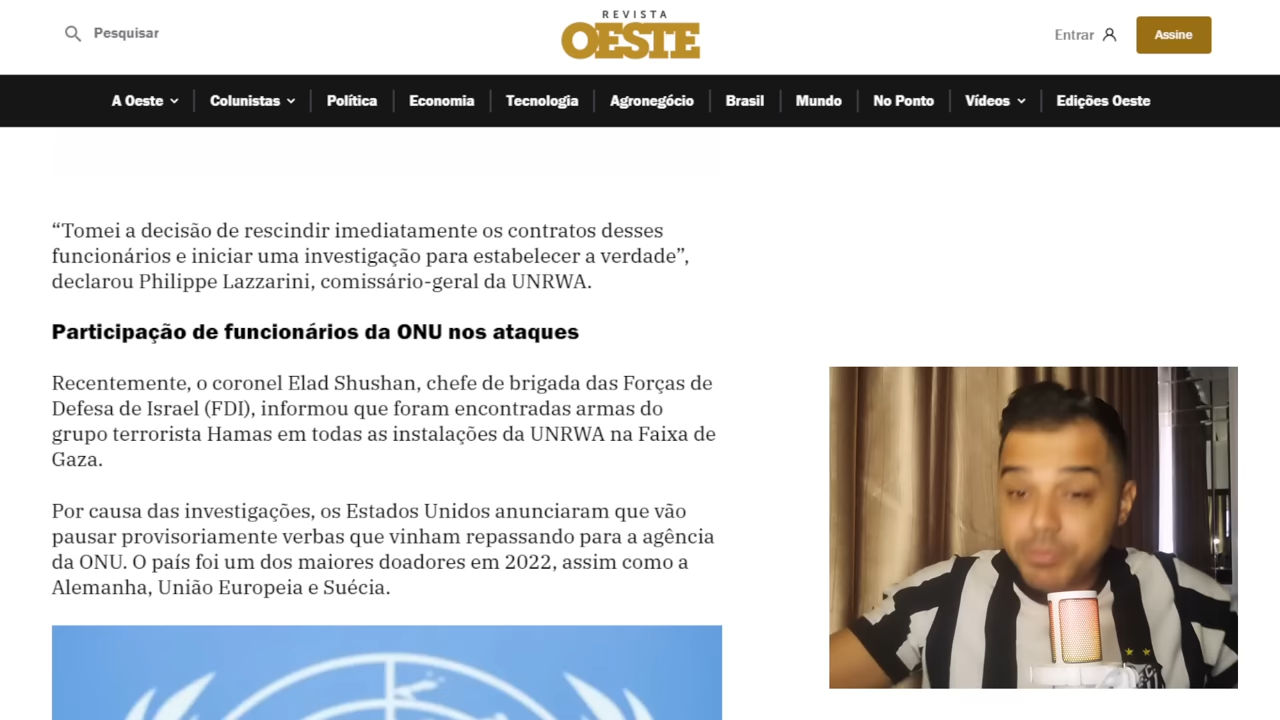 Pesquisar
REVISTA
OESTE
Entrar
Assine
A Oeste
Colunistas
Política
Economia
Tecnologia
Agronegócio
Brasil
Mundo
No Ponto
Vídeos
Edições Oeste
“Tomei a decisão de rescindir imediatamente os contratos desses
funcionários e iniciar uma investigação para estabelecer a verdade”,
declarou Philippe Lazzarini, comissário-geral da UNRWA.
Participação de funcionários da ONU nos ataques
Recentemente, o coronel Elad Shushan, chefe de brigada das Forças de
Defesa de Israel (FDI), informou que foram encontradas armas do
grupo terrorista Hamas em todas as instalações da UNRWA na Faixa de
Gaza.
Por causa das investigações, os Estados Unidos anunciaram que vão
pausar provisoriamente verbas que vinham repassando para a agência
da ONU. O país foi um dos maiores doadores em 2022, assim como a
Alemanha, União Europeia e Suécia.